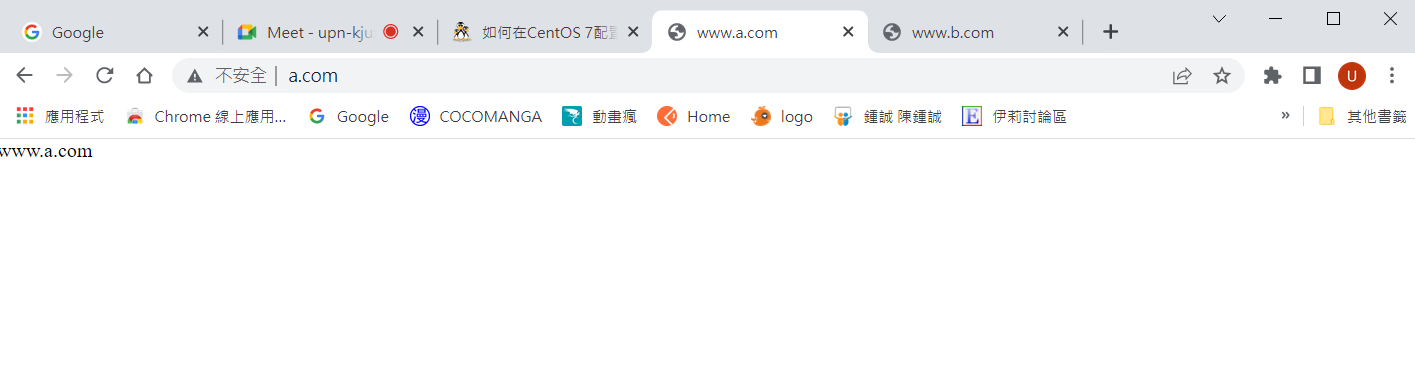 Google Meet - upn-kju 如何在CentOS 7配置 www.a.com www.b.com
不安全 a.com U
應用程式 Chrome 線上應用... Google COCOMANGA 動畫瘋 Home logo 鍾誠 陳鍾誠 伊莉討論區 » 其他書籤
www.a.com